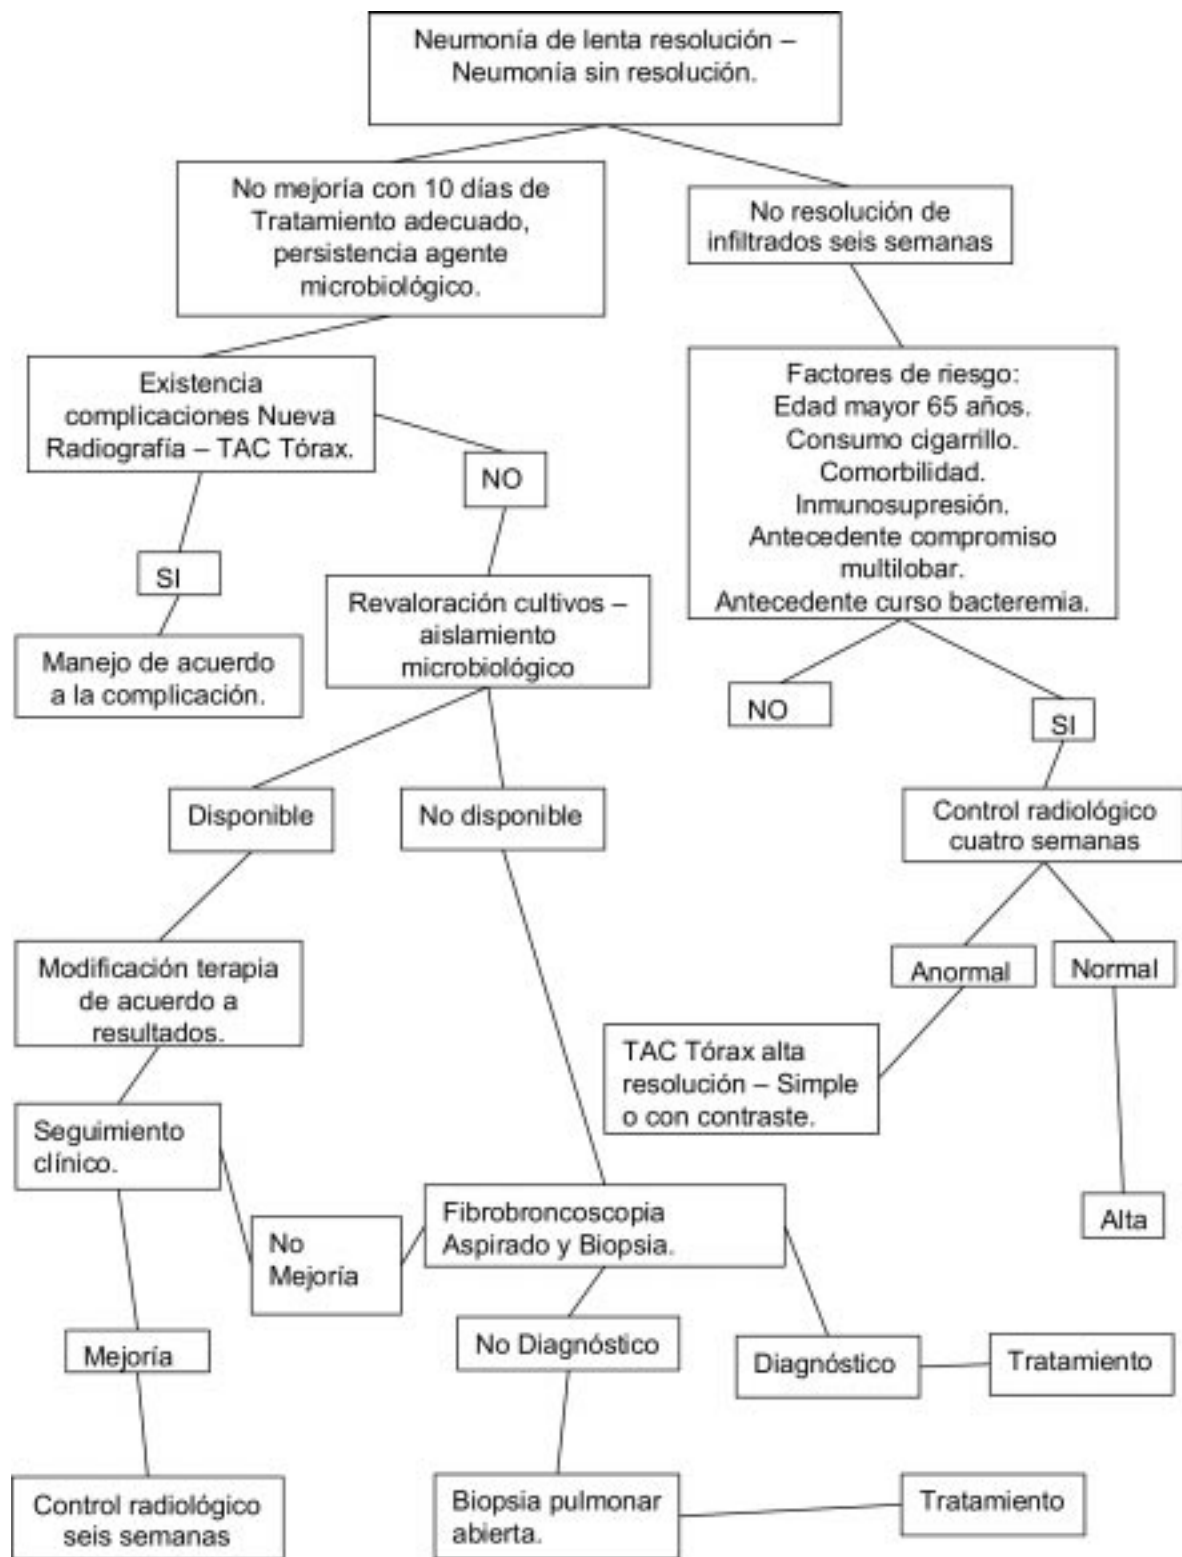 Neumonía de lenta resolución –
Neumonía sin resolución.
No mejoría con 10 días de
Tratamiento adecuado,
persistencia agente
microbiológico.
No resolución de
infiltrados seis semanas
Existencia
complicaciones Nueva
Radiografía – TAC Tórax.
NO
Factores de riesgo:
Edad mayor 65 años.
Consumo cigarrillo.
Comorbilidad.
Inmunosupresión.
Antecedente compromiso
multilobar.
Antecedente curso bacteremia.
SI
Revaloración cultivos –
aislamiento
microbiológico
Manejo de acuerdo
a la complicación.
NO
SI
Disponible
No disponible
Control radiológico
cuatro semanas
Modificación terapia
de acuerdo a
resultados.
Anormal
Normal
TAC Tórax alta
resolución – Simple
o con contraste.
Seguimiento
clínico.
Fibrobroncoscopia
Aspirado y Biopsia.
Alta
No
Mejoría
Mejoría
No Diagnóstico
Diagnóstico
Tratamiento
Control radiológico
seis semanas
Biopsia pulmonar
abierta.
Tratamiento